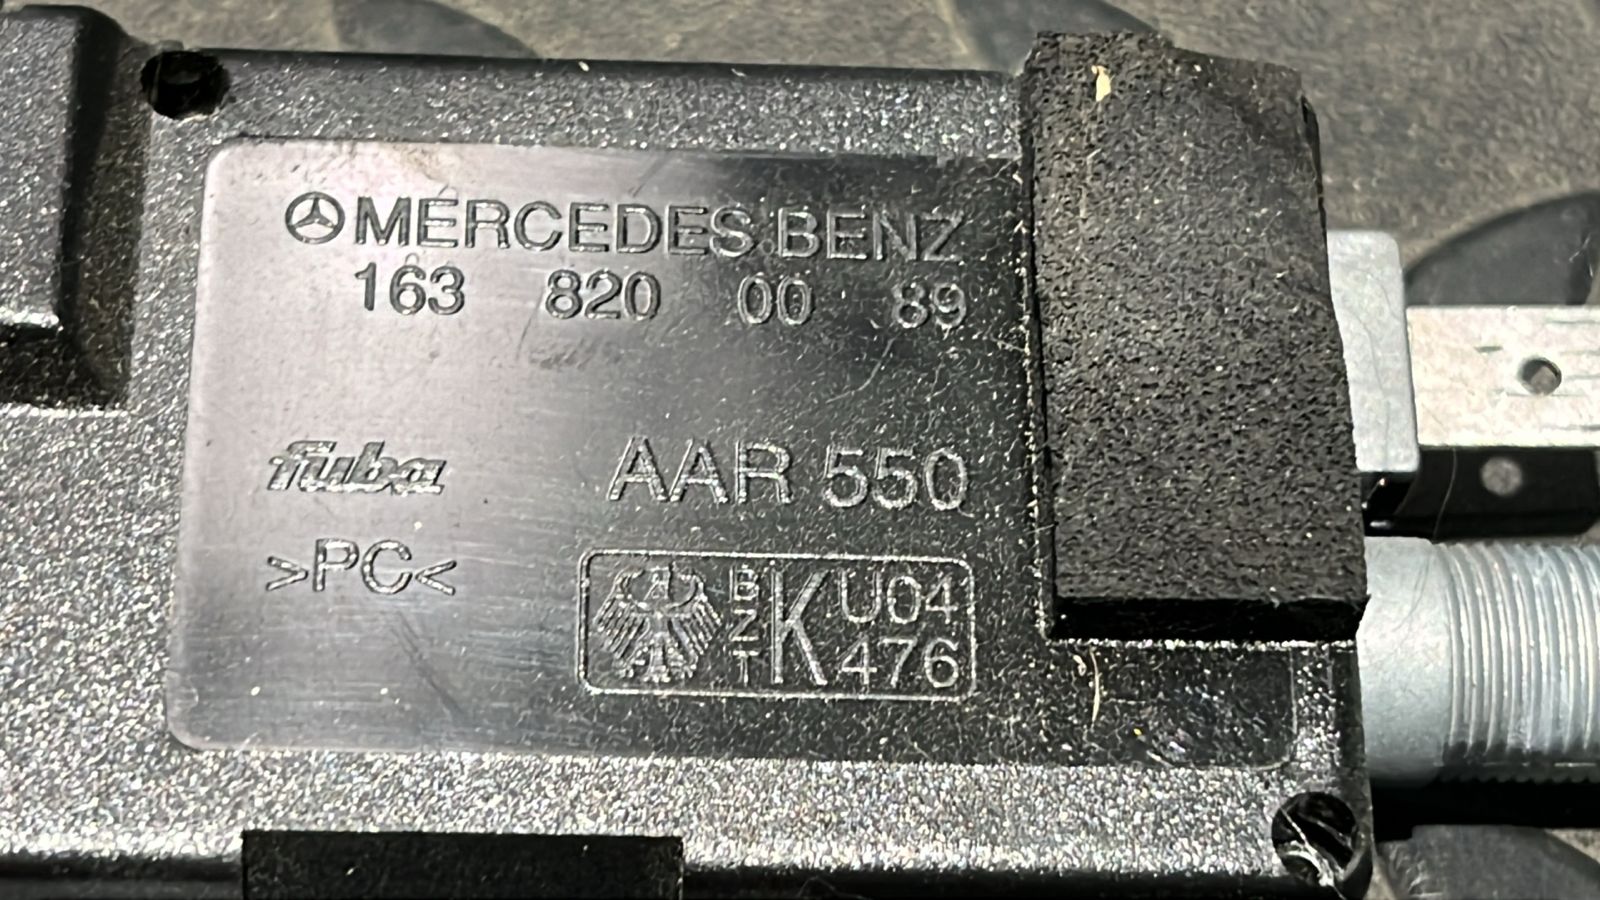 MERCEDES-BENZ
163 820 00 89
fuba AAR 550
>PC<
BZT K U04 476